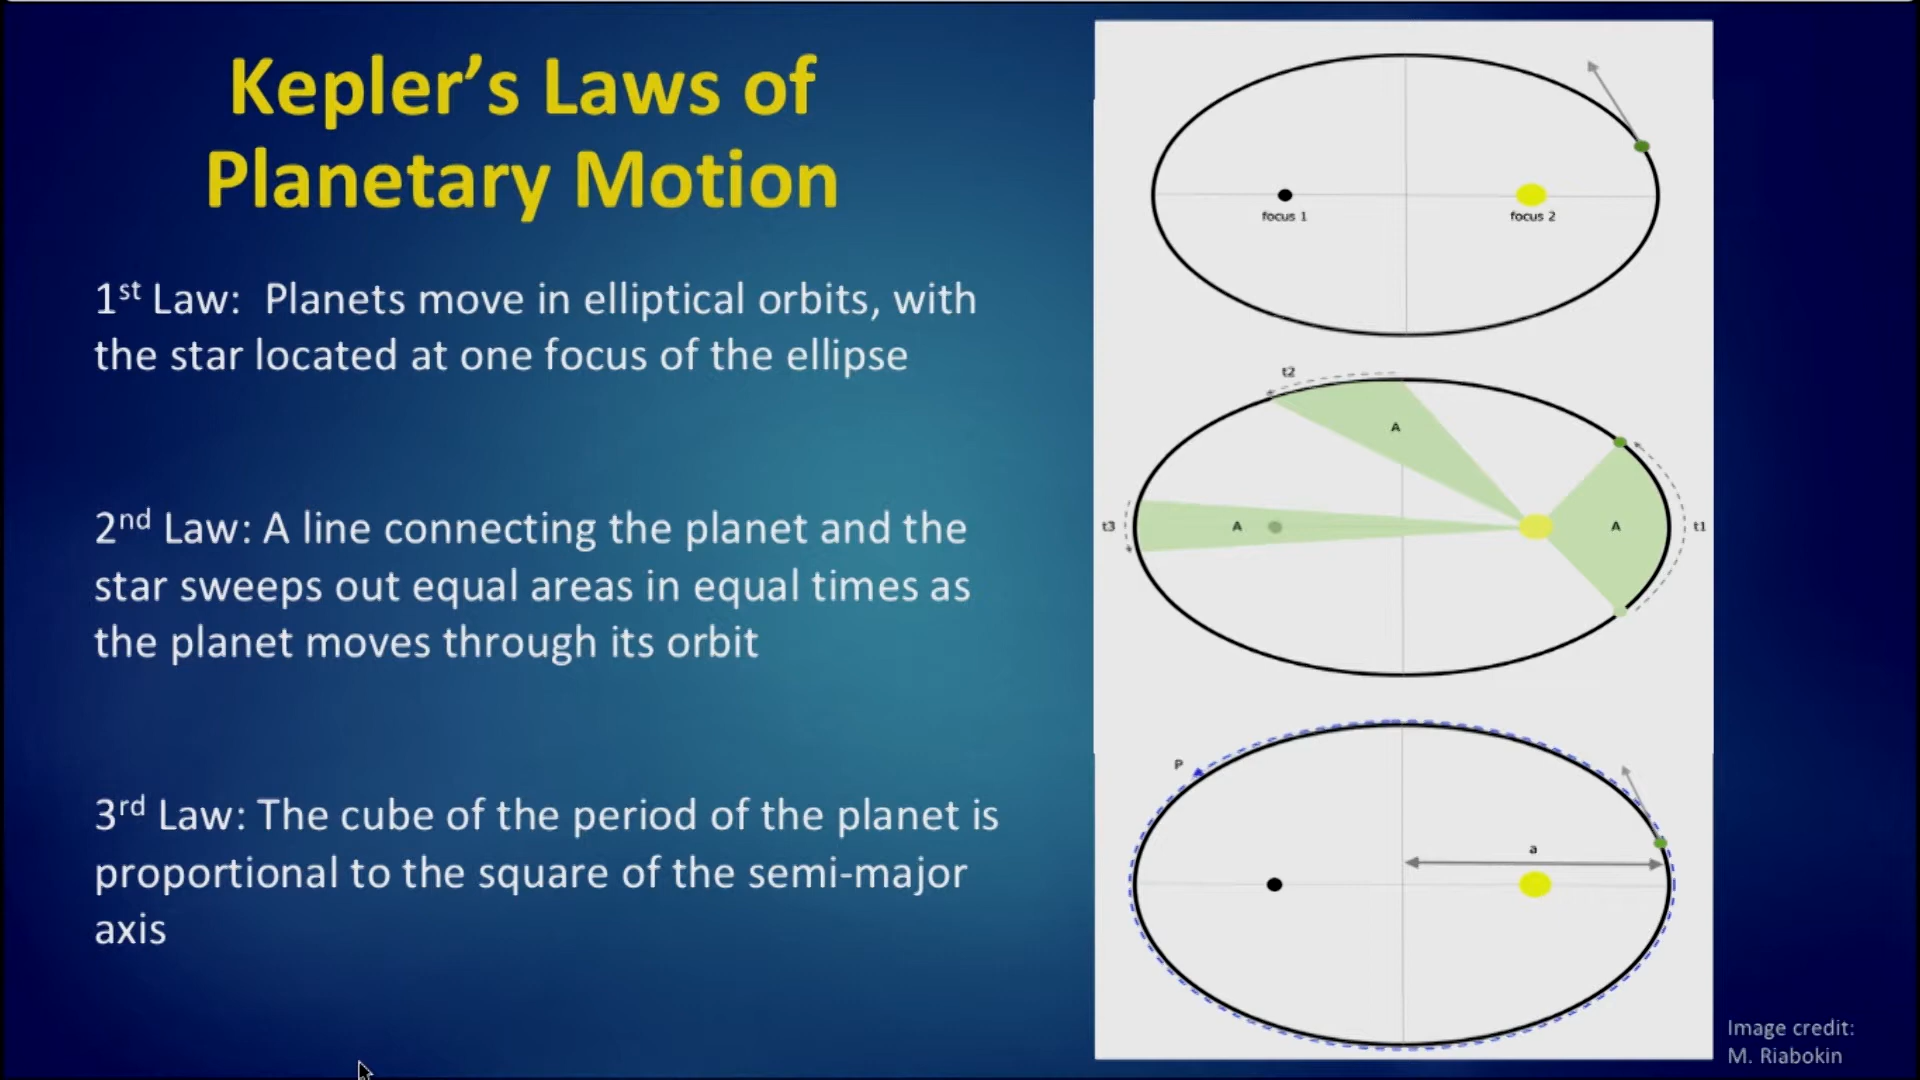 Kepler’s Laws of
Planetary Motion
1st Law:  Planets move in elliptical orbits, with
the star located at one focus of the ellipse
2nd Law: A line connecting the planet and the
star sweeps out equal areas in equal times as
the planet moves through its orbit
3rd Law: The cube of the period of the planet is
proportional to the square of the semi-major
axis
focus 1
focus 2
t2
A
t3
A
A
t1
P
a
Image credit:
M. Riabokin